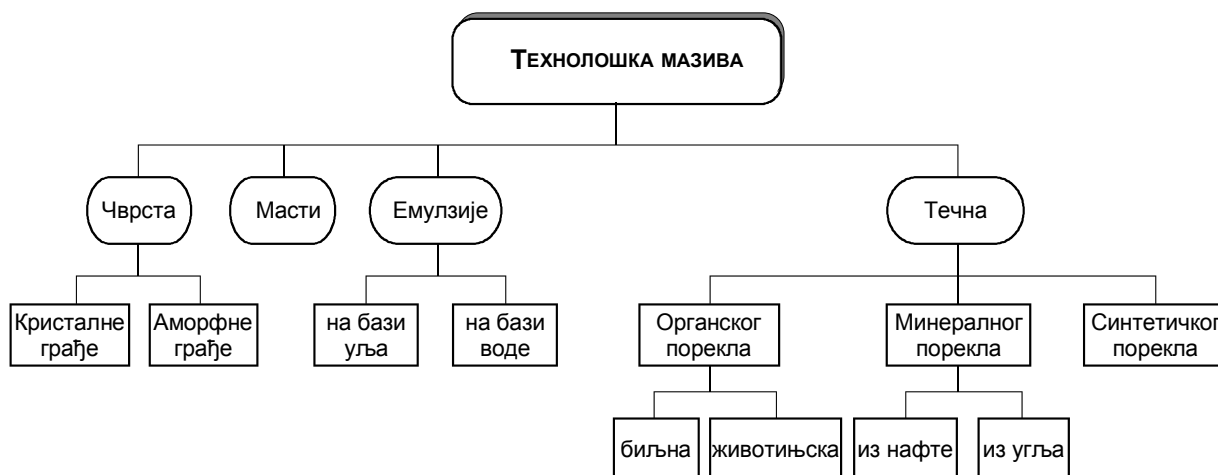 ТЕХНОЛОШКА МАЗИВА
Чврста
Масти
Емулзије
Течна
Кристалне
грађе
Аморфне
грађе
на бази
уља
на бази
воде
Органског
порекла
Минералног
порекла
Синтетичког
порекла
биљна
животињска
из нафте
из угља